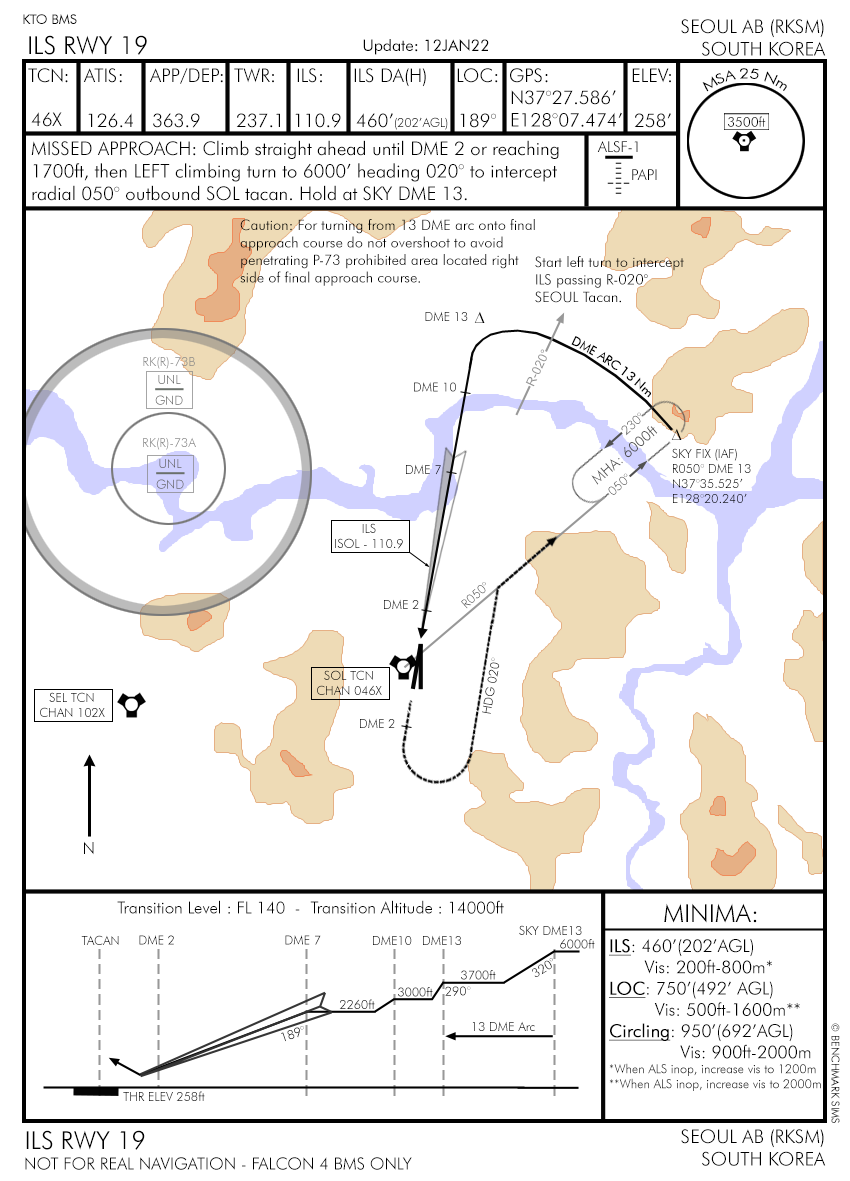 KTO BMS
ILS RWY 19
Update: 12JAN22
SEOUL AB (RKSM)
SOUTH KOREA
TCN: ATIS: APP/DEP: TWR: ILS: ILS DA(H) LOC: GPS: ELEV:
46X 126.4 363.9 237.1 110.9 460'(202'AGL) 189° N37°27.586' E128°07.474' 258'
MSA 25 Nm
3500ft
MISSED APPROACH: Climb straight ahead until DME 2 or reaching
1700ft, then LEFT climbing turn to 6000' heading 020° to intercept
radial 050° outbound SOL tacan. Hold at SKY DME 13.
ALSF-1
PAPI
Caution: For turning from 13 DME arc onto final
approach course do not overshoot to avoid
penetrating P-73 prohibited area located right
side of final approach course.
Start left turn to intercept
ILS passing R-020°
SEOUL Tacan.
DME 13
DME ARC 13 Nm
R-020°
RK(R)-73B
UNL
GND
DME 10
230°
MHA: 6000ft
050°
RK(R)-73A
UNL
GND
DME 7
SKY FIX (IAF)
R050° DME 13
N37°35.525'
E128°20.240'
ILS
ISOL - 110.9
DME 2
R050°
SOL TCN
CHAN 046X
HDG 020°
SEL TCN
CHAN 102X
DME 2
N
Transition Level : FL 140 - Transition Altitude : 14000ft
TACAN DME 2 DME 7 DME10 DME13 SKY DME13
6000ft
320°
3700ft
290°
3000ft
2260ft
189°
13 DME Arc
THR ELEV 258ft
MINIMA:
ILS: 460'(202'AGL)
Vis: 200ft-800m*
LOC: 750'(492' AGL)
Vis: 500ft-1600m**
Circling: 950'(692'AGL)
Vis: 900ft-2000m
*When ALS inop, increase vis to 1200m
**When ALS inop, increase vis to 2000m
© BENCHMARK SIMS
ILS RWY 19
NOT FOR REAL NAVIGATION - FALCON 4 BMS ONLY
SEOUL AB (RKSM)
SOUTH KOREA